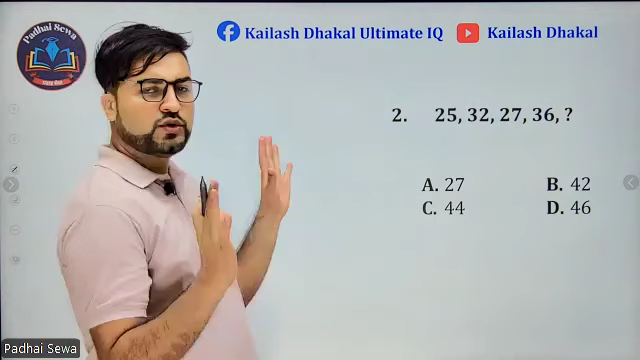 Padhai Sewa
Kailash Dhakal Ultimate IQ
Kailash Dhakal
2. 25, 32, 27, 36, ?
A. 27 B. 42
C. 44 D. 46
Padhai Sewa